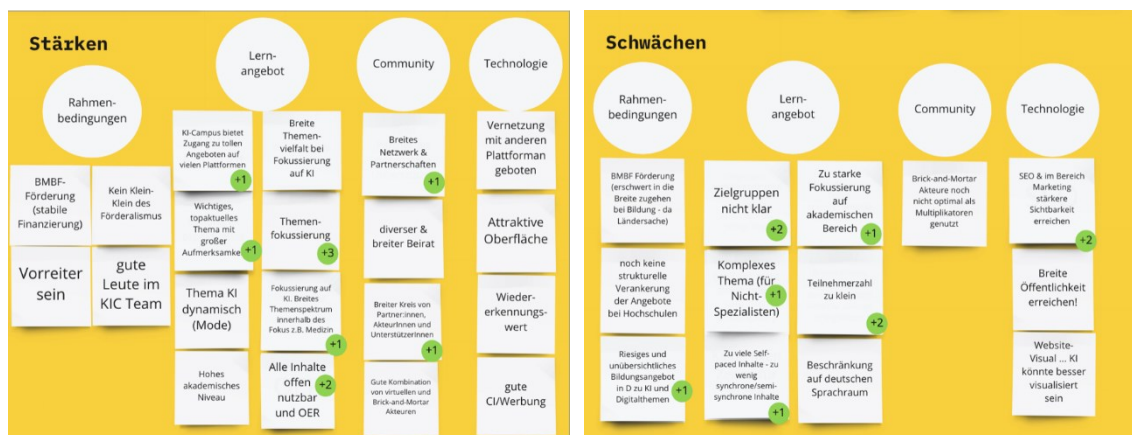 Stärken
Rahmen-
bedingungen
BMBF-
Förderung
(stabile
Finanzierung)
Kein Klein-
Klein des
Förderalismus
Vorreiter
sein
gute
Leute im
KIC Team
Lern-
angebot
KI-Campus bietet
Zugang zu tollen
Angeboten auf
vielen Plattformen
+1
Breite
Themen-
vielfalt bei
Fokussierung
auf KI
Wichtiges,
topaktuelles
Thema mit
großer
Aufmerksamke
+1
Themen-
fokussierung
+3
Thema KI
dynamisch
(Mode)
Fokussierung auf
KI. Breites
Themenspektrum
innerhalb des
Fokus z.B. Medizin
+1
Hohes
akademisches
Niveau
Alle Inhalte
offen
nutzbar
und OER
+2
Community
Breites
Netzwerk &
Partnerschaften
+1
diverser &
breiter Beirat
Breiter Kreis von
Partner:innen,
AkteurInnen und
UnterstützerInnen
+1
Gute Kombination
von virtuellen und
Brick-and-Mortar
Akteuren
Technologie
Vernetzung
mit anderen
Plattforman
geboten
Attraktive
Oberfläche
Wieder-
erkennungs-
wert
gute
CI/Werbung
Schwächen
Rahmen-
bedingungen
BMBF Förderung
(erschwert in die
Breite zugehen
bei Bildung - da
Ländersache)
noch keine
strukturelle
Verankerung
der Angebote
bei Hochschulen
Riesiges und
unübersichtliches
Bildungsangebot
in D zu KI und
Digitalthemen
+1
Lern-
angebot
Zielgruppen
nicht klar
+2
Zu starke
Fokussierung
auf
akademischen
Bereich
+1
Komplexes
Thema (für
Nicht-
Spezialisten)
+1
Teilnehmerzahl
zu klein
+2
Zu viele Self-
paced Inhalte - zu
wenig
synchrone/semi-
synchrone Inhalte
+1
Beschränkung
auf deutschen
Sprachraum
Community
Brick-and-Mortar
Akteure noch
nicht optimal als
Multiplikatoren
genutzt
Technologie
SEO & im Bereich
Marketing
stärkere
Sichtbarkeit
erreichen
+2
Breite
Öffentlichkeit
erreichen!
Website-
Visual ... KI
könnte besser
visualisiert
sein